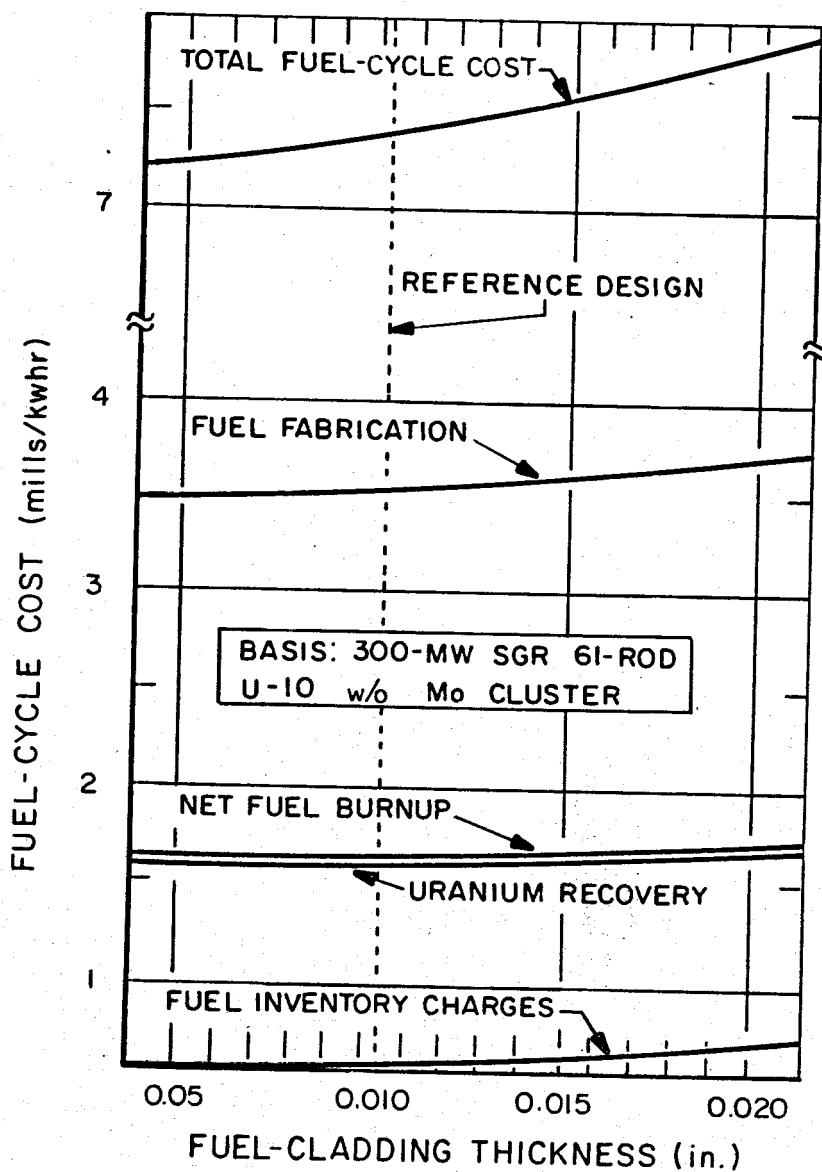 TOTAL FUEL-CYCLE COST
7
REFERENCE DESIGN
4
FUEL FABRICATION
3
BASIS: 300-MW SGR 61-ROD
U-10 w/o Mo CLUSTER
2
NET FUEL BURNUP
URANIUM RECOVERY
1
FUEL INVENTORY CHARGES
0.05 0.010 0.015 0.020
FUEL-CLADDING THICKNESS (in.)
FUEL-CYCLE COST (mills/kwhr)